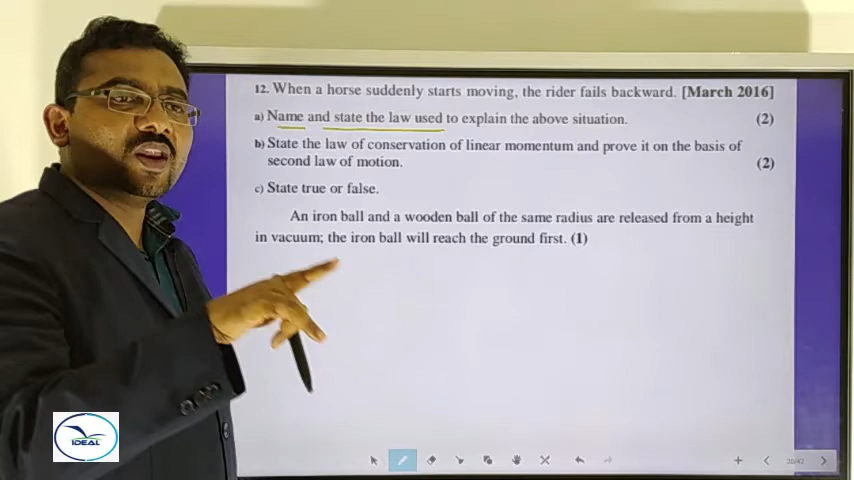 12. When a horse suddenly starts moving, the rider fails backward. [March 2016]
a) Name and state the law used to explain the above situation. (2)
b) State the law of conservation of linear momentum and prove it on the basis of
second law of motion. (2)
c) State true or false.
An iron ball and a wooden ball of the same radius are released from a height
in vacuum; the iron ball will reach the ground first. (1)
IDEAL